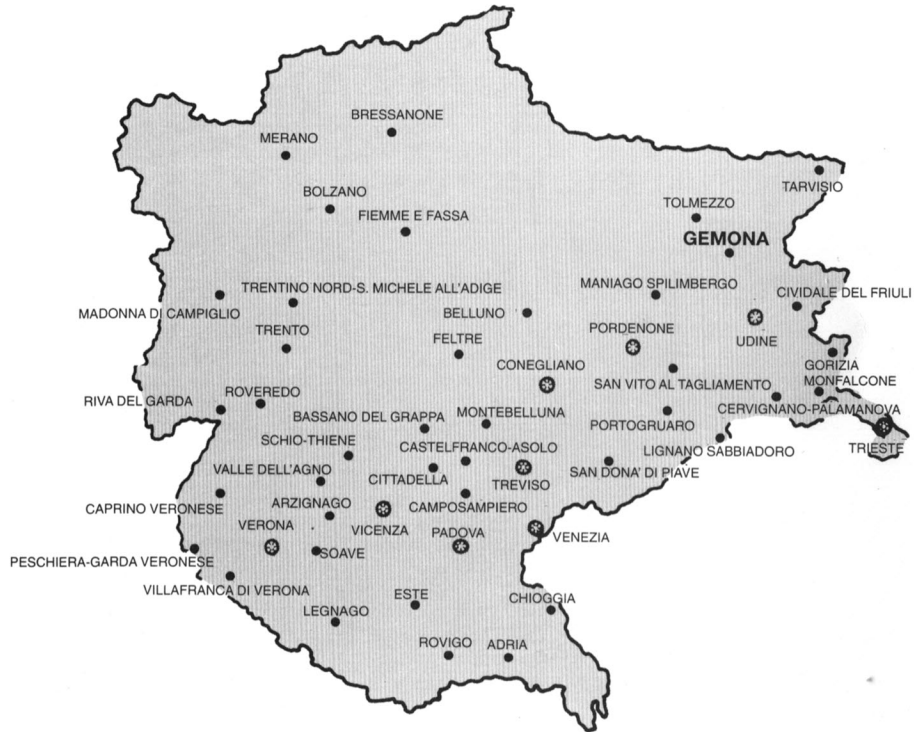 BRESSANONE
MERANO
TARVISIO
BOLZANO
TOLMEZZO
FIEMME E FASSA
GEMONA
TRENTINO NORD-S. MICHELE ALL'ADIGE
MANIAGO SPILIMBERGO
CIVIDALE DEL FRIULI
MADONNA DI CAMPIGLIO
BELLUNO
TRENTO
PORDENONE
UDINE
FELTRE
CONEGLIANO
GORIZIA
SAN VITO AL TAGLIAMENTO
MONFALCONE
ROVEREDO
RIVA DEL GARDA
CERVIGNANO-PALAMANOVA
BASSANO DEL GRAPPA
MONTEBELLUNA
PORTOGRUARO
SCHIO-THIENE
CASTELFRANCO-ASOLO
LIGNANO SABBIADORO
TRIESTE
VALLE DELL'AGNO
CITTADELLA
TREVISO
SAN DONA' DI PIAVE
CAPRINO VERONESE
ARZIGNAGO
CAMPOSAMPIERO
VERONA
VICENZA
PADOVA
VENEZIA
PESCHIERA-GARDA VERONESE
SOAVE
VILLAFRANCA DI VERONA
ESTE
CHIOGGIA
LEGNAGO
ROVIGO
ADRIA